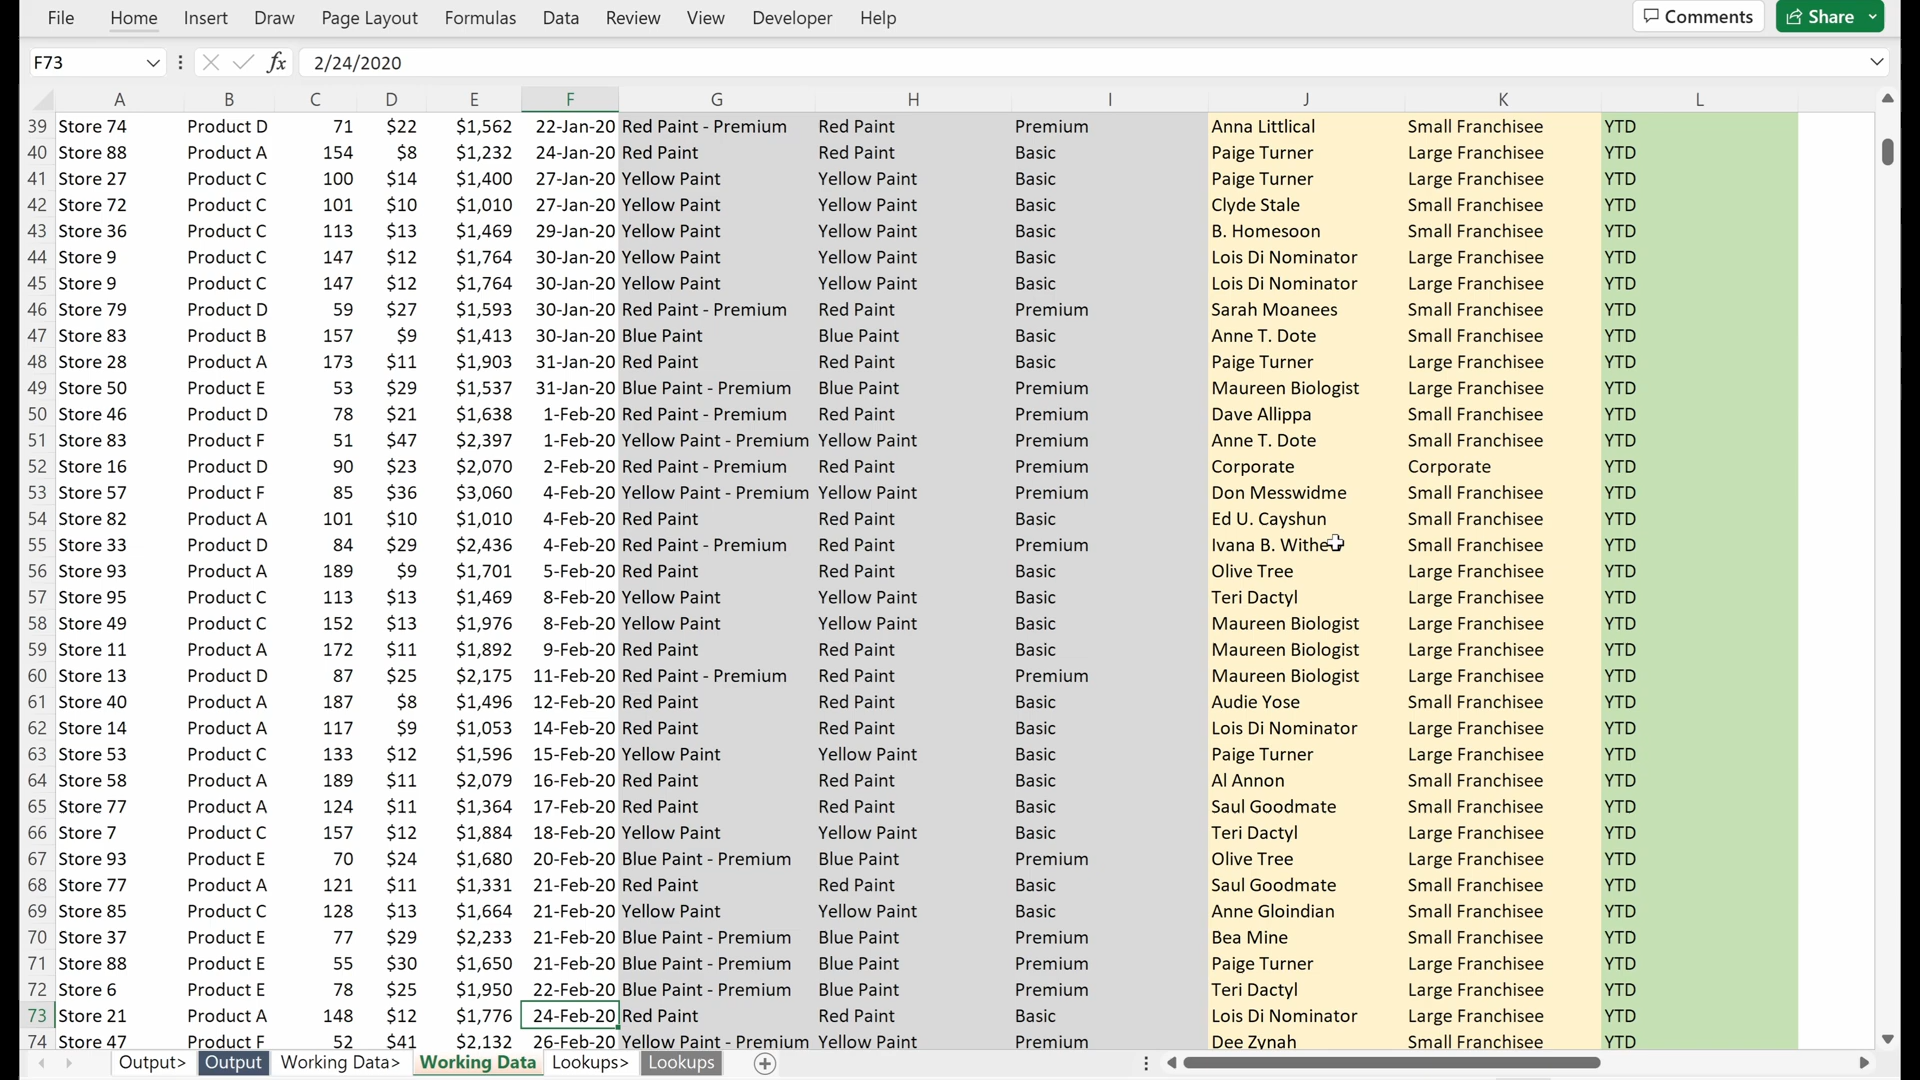 File Home Insert Draw Page Layout Formulas Data Review View Developer Help Comments Share
F73 fx 2/24/2020
A B C D E F G H I J K L
39 Store 74 Product D 71 $22 $1,562 22-Jan-20 Red Paint - Premium Red Paint Premium Anna Littlical Small Franchisee YTD
40 Store 88 Product A 154 $8 $1,232 24-Jan-20 Red Paint Red Paint Basic Paige Turner Large Franchisee YTD
41 Store 27 Product C 100 $14 $1,400 27-Jan-20 Yellow Paint Yellow Paint Basic Paige Turner Large Franchisee YTD
42 Store 72 Product C 101 $10 $1,010 27-Jan-20 Yellow Paint Yellow Paint Basic Clyde Stale Small Franchisee YTD
43 Store 36 Product C 113 $13 $1,469 29-Jan-20 Yellow Paint Yellow Paint Basic B. Homesoon Small Franchisee YTD
44 Store 9 Product C 147 $12 $1,764 30-Jan-20 Yellow Paint Yellow Paint Basic Lois Di Nominator Large Franchisee YTD
45 Store 9 Product C 147 $12 $1,764 30-Jan-20 Yellow Paint Yellow Paint Basic Lois Di Nominator Large Franchisee YTD
46 Store 79 Product D 59 $27 $1,593 30-Jan-20 Red Paint - Premium Red Paint Premium Sarah Moanees Small Franchisee YTD
47 Store 83 Product B 157 $9 $1,413 30-Jan-20 Blue Paint Blue Paint Basic Anne T. Dote Small Franchisee YTD
48 Store 28 Product A 173 $11 $1,903 31-Jan-20 Red Paint Red Paint Basic Paige Turner Large Franchisee YTD
49 Store 50 Product E 53 $29 $1,537 31-Jan-20 Blue Paint - Premium Blue Paint Premium Maureen Biologist Large Franchisee YTD
50 Store 46 Product D 78 $21 $1,638 1-Feb-20 Red Paint - Premium Red Paint Premium Dave Allippa Small Franchisee YTD
51 Store 83 Product F 51 $47 $2,397 1-Feb-20 Yellow Paint - Premium Yellow Paint Premium Anne T. Dote Small Franchisee YTD
52 Store 16 Product D 90 $23 $2,070 2-Feb-20 Red Paint - Premium Red Paint Premium Corporate Corporate YTD
53 Store 57 Product F 85 $36 $3,060 4-Feb-20 Yellow Paint - Premium Yellow Paint Premium Don Messwidme Small Franchisee YTD
54 Store 82 Product A 101 $10 $1,010 4-Feb-20 Red Paint Red Paint Basic Ed U. Cayshun Small Franchisee YTD
55 Store 33 Product D 84 $29 $2,436 4-Feb-20 Red Paint - Premium Red Paint Premium Ivana B. Small Franchisee YTD
56 Store 93 Product A 189 $9 $1,701 5-Feb-20 Red Paint Red Paint Basic Olive Tree Large Franchisee YTD
57 Store 95 Product C 113 $13 $1,469 8-Feb-20 Yellow Paint Yellow Paint Basic Teri Dactyl Large Franchisee YTD
58 Store 49 Product C 152 $13 $1,976 8-Feb-20 Yellow Paint Yellow Paint Basic Maureen Biologist Large Franchisee YTD
59 Store 11 Product A 172 $11 $1,892 9-Feb-20 Red Paint Red Paint Basic Maureen Biologist Large Franchisee YTD
60 Store 13 Product D 87 $25 $2,175 11-Feb-20 Red Paint - Premium Red Paint Premium Maureen Biologist Large Franchisee YTD
61 Store 40 Product A 187 $8 $1,496 12-Feb-20 Red Paint Red Paint Basic Audie Yose Small Franchisee YTD
62 Store 14 Product A 117 $9 $1,053 14-Feb-20 Red Paint Red Paint Basic Lois Di Nominator Large Franchisee YTD
63 Store 53 Product C 133 $12 $1,596 15-Feb-20 Yellow Paint Yellow Paint Basic Paige Turner Large Franchisee YTD
64 Store 58 Product A 189 $11 $2,079 16-Feb-20 Red Paint Red Paint Basic Al Annon Small Franchisee YTD
65 Store 77 Product A 124 $11 $1,364 17-Feb-20 Red Paint Red Paint Basic Saul Goodmate Small Franchisee YTD
66 Store 7 Product C 157 $12 $1,884 18-Feb-20 Yellow Paint Yellow Paint Basic Teri Dactyl Large Franchisee YTD
67 Store 93 Product E 70 $24 $1,680 20-Feb-20 Blue Paint - Premium Blue Paint Premium Olive Tree Large Franchisee YTD
68 Store 77 Product A 121 $11 $1,331 21-Feb-20 Red Paint Red Paint Basic Saul Goodmate Small Franchisee YTD
69 Store 85 Product C 128 $13 $1,664 21-Feb-20 Yellow Paint Yellow Paint Basic Anne Gloindian Small Franchisee YTD
70 Store 37 Product E 77 $29 $2,233 21-Feb-20 Blue Paint - Premium Blue Paint Premium Bea Mine Small Franchisee YTD
71 Store 88 Product E 55 $30 $1,650 21-Feb-20 Blue Paint - Premium Blue Paint Premium Paige Turner Large Franchisee YTD
72 Store 6 Product E 78 $25 $1,950 22-Feb-20 Blue Paint - Premium Blue Paint Premium Teri Dactyl Large Franchisee YTD
73 Store 21 Product A 148 $12 $1,776 24-Feb-20 Red Paint Red Paint Basic Lois Di Nominator Large Franchisee YTD
74 Store 47 Product F 52 $41 $2,132 26-Feb-20 Yellow Paint - Premium Yellow Paint Premium Dee Zynah Small Franchisee YTD
Output> Output Working Data> Working Data Lookups> Lookups